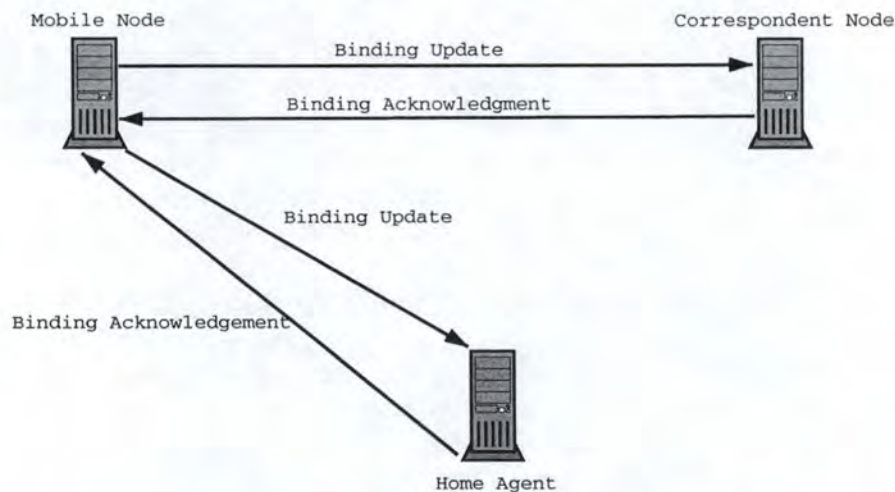 Mobile Node
Correspondent Node
Binding Update
Binding Acknowledgment
Binding Update
Binding Acknowledgement
Home Agent